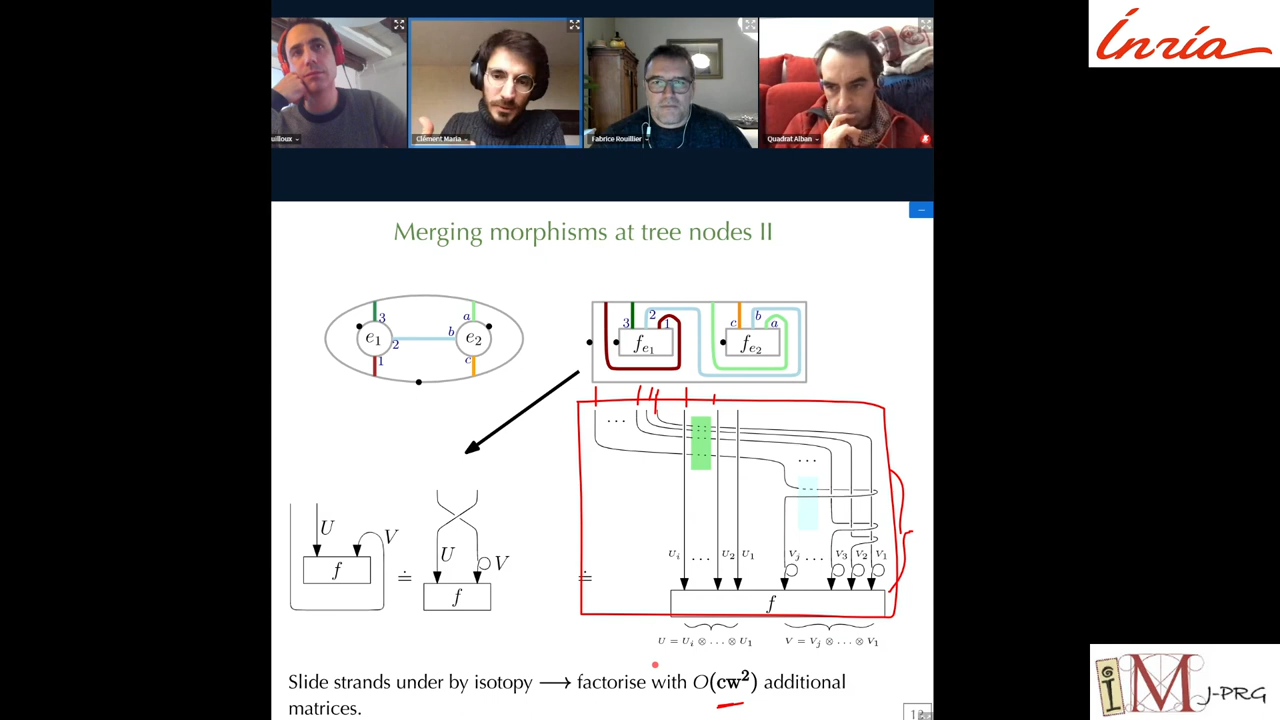 Inria
uilloux
Clément Maria
Fabrice Rouillier
Quadrat Alban
Merging morphisms at tree nodes II
3 a 3 2 1 c b a
e1 2 b e2 fe1 fe2
1 c
... ...
U V U V
f ≐ f ≐
Ui ... U2 U1 Vj ... V3 V2 V1
f
U = Ui ⊗ ... ⊗ U1 V = Vj ⊗ ... ⊗ V1
Slide strands under by isotopy ⟶ factorise with O(cw²) additional
matrices.
IMJ-PRG